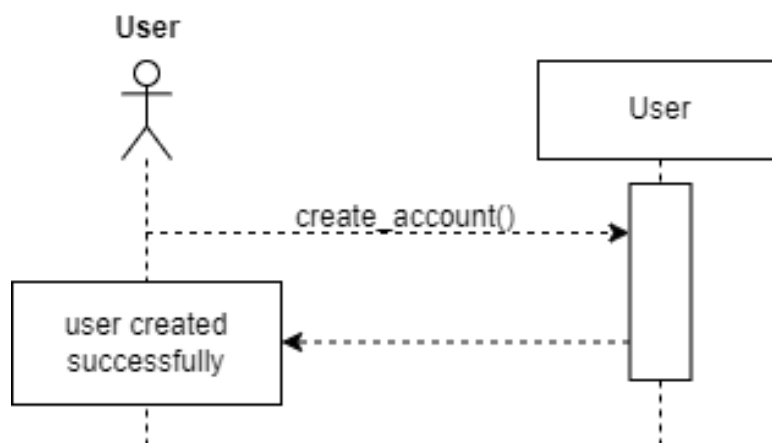 User
User
create_account()
user created
successfully